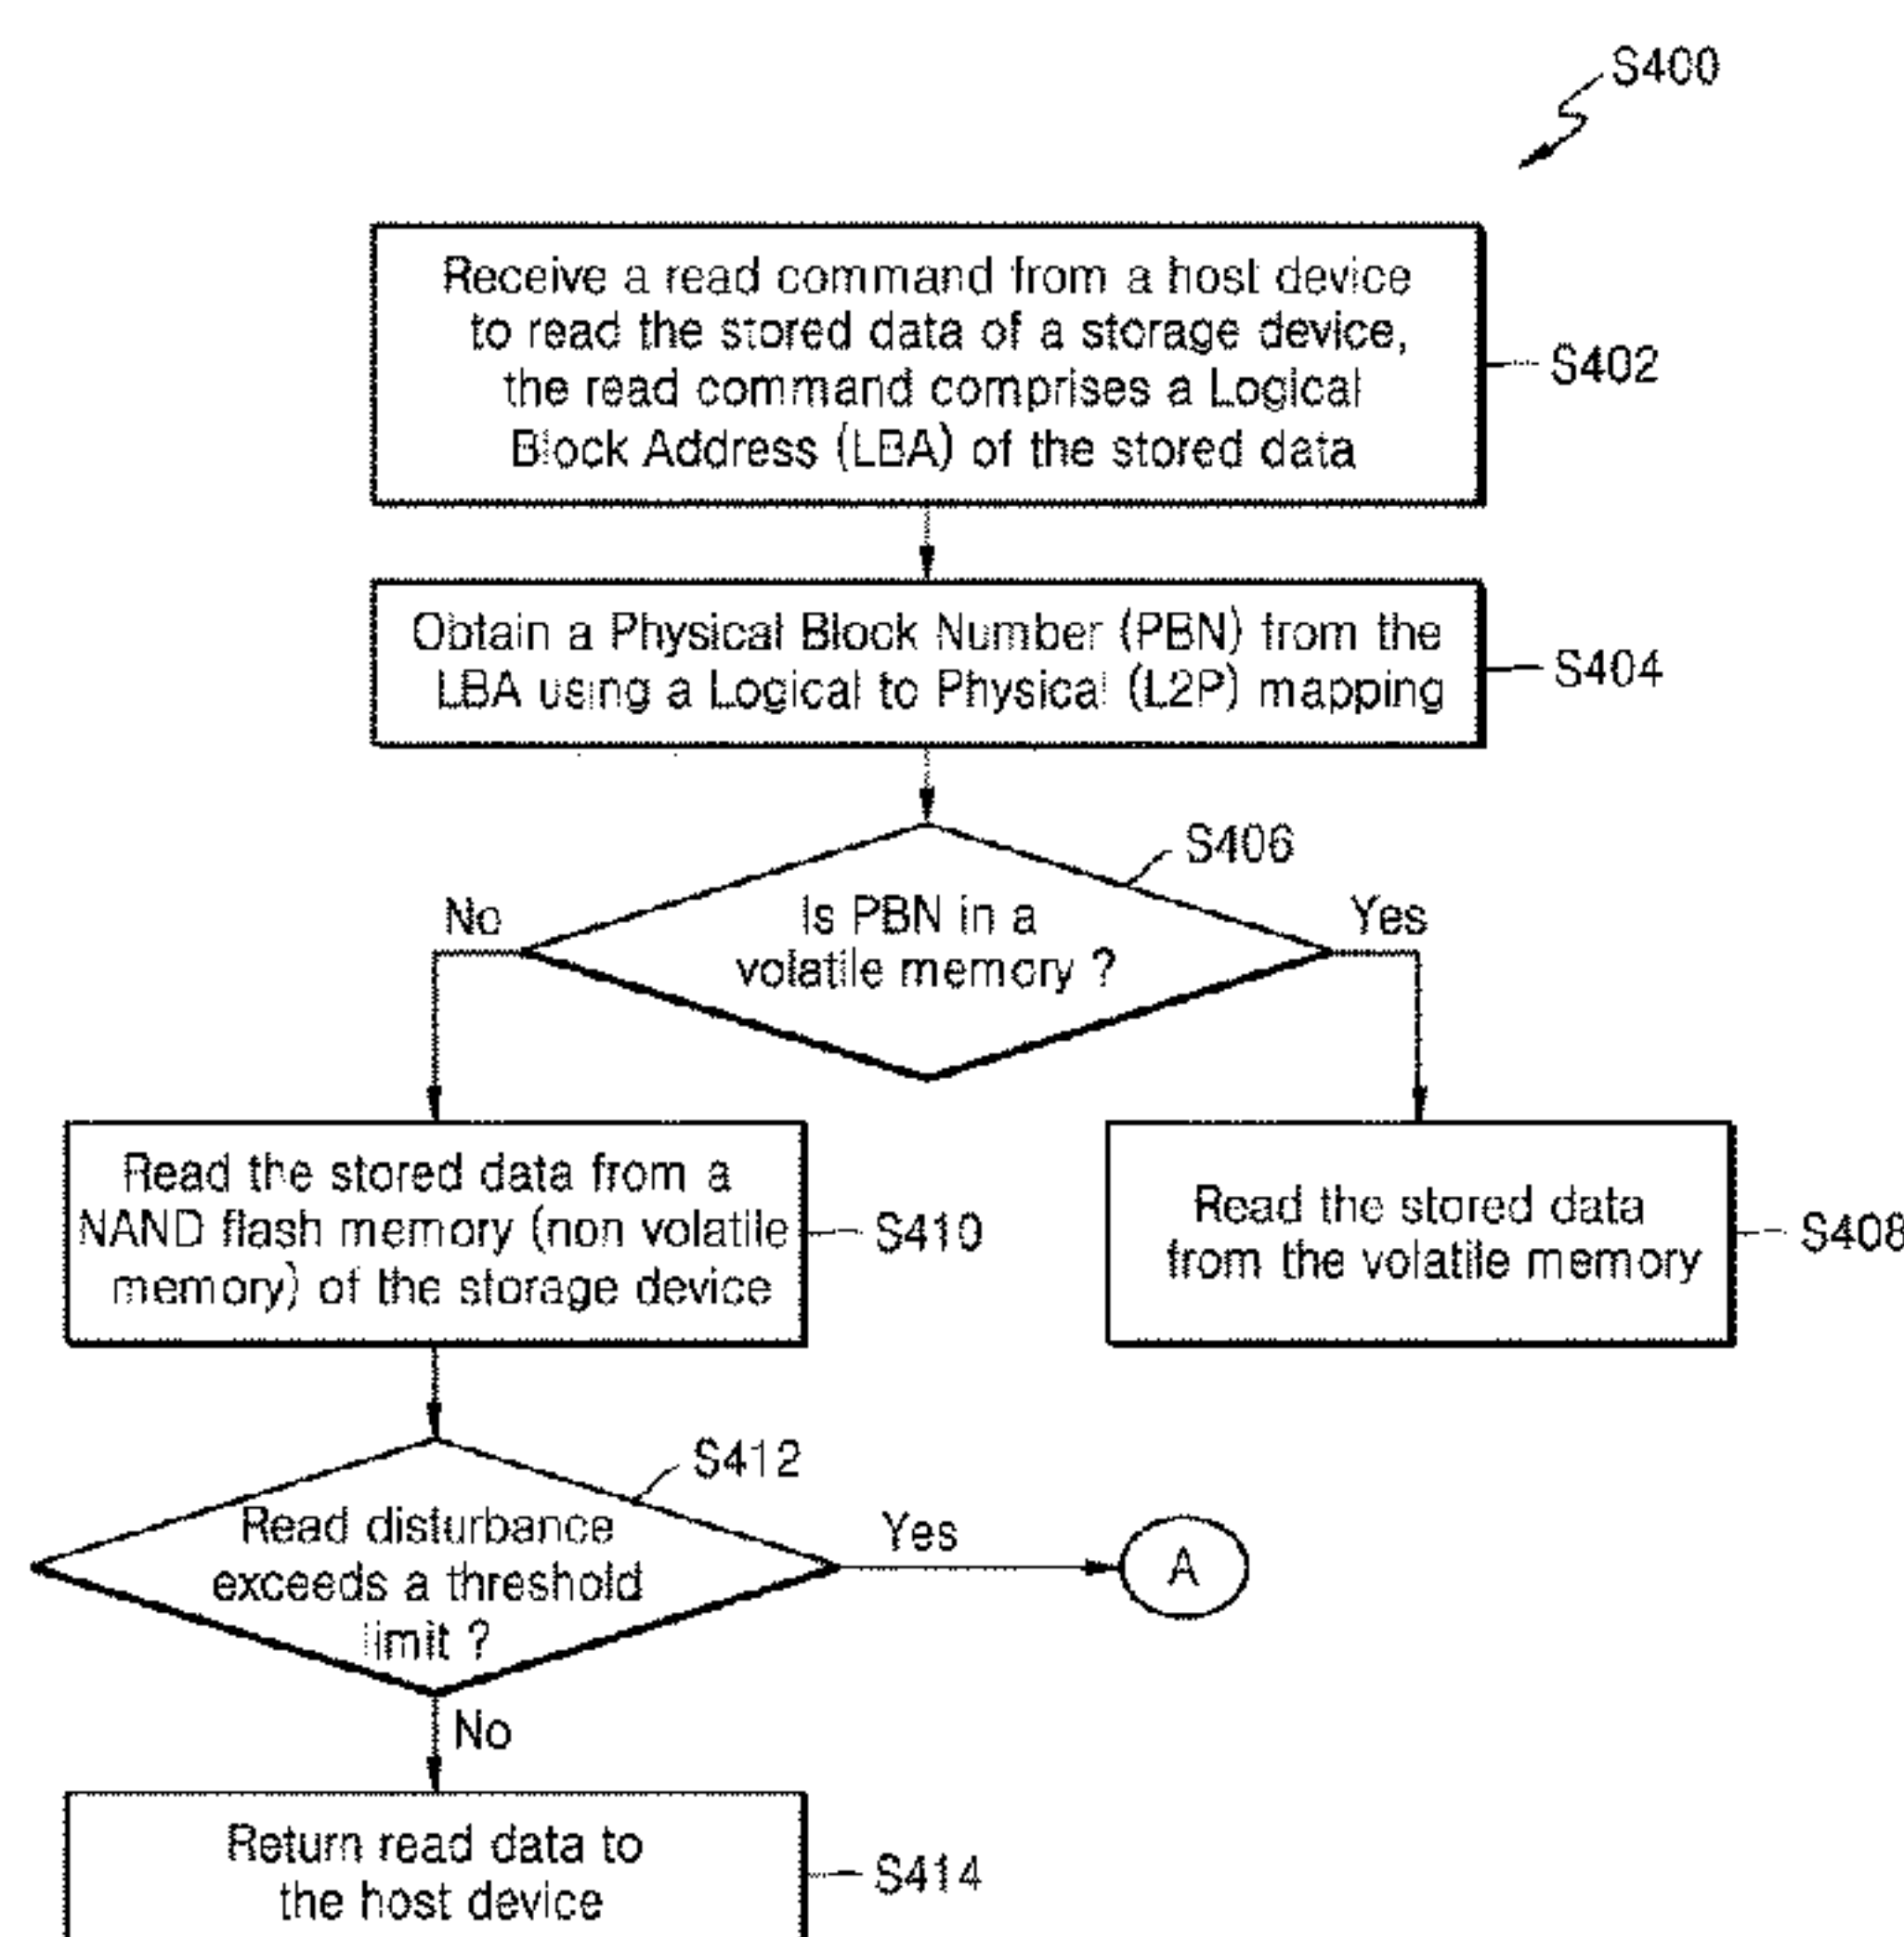 S400
Receive a read command from a host device
to read the stored data of a storage device,
the read command comprises a Logical
Block Address (LBA) of the stored data
S402
Obtain a Physical Block Number (PBN) from the
LBA using a Logical to Physical (L2P) mapping
S404
S406
Is PBN in a
volatile memory ?
No
Yes
Read the stored data from a
NAND flash memory (non volatile
memory) of the storage device
S410
Read the stored data
from the volatile memory
S408
S412
Read disturbance
exceeds a threshold
limit ?
Yes
A
No
Return read data to
the host device
S414